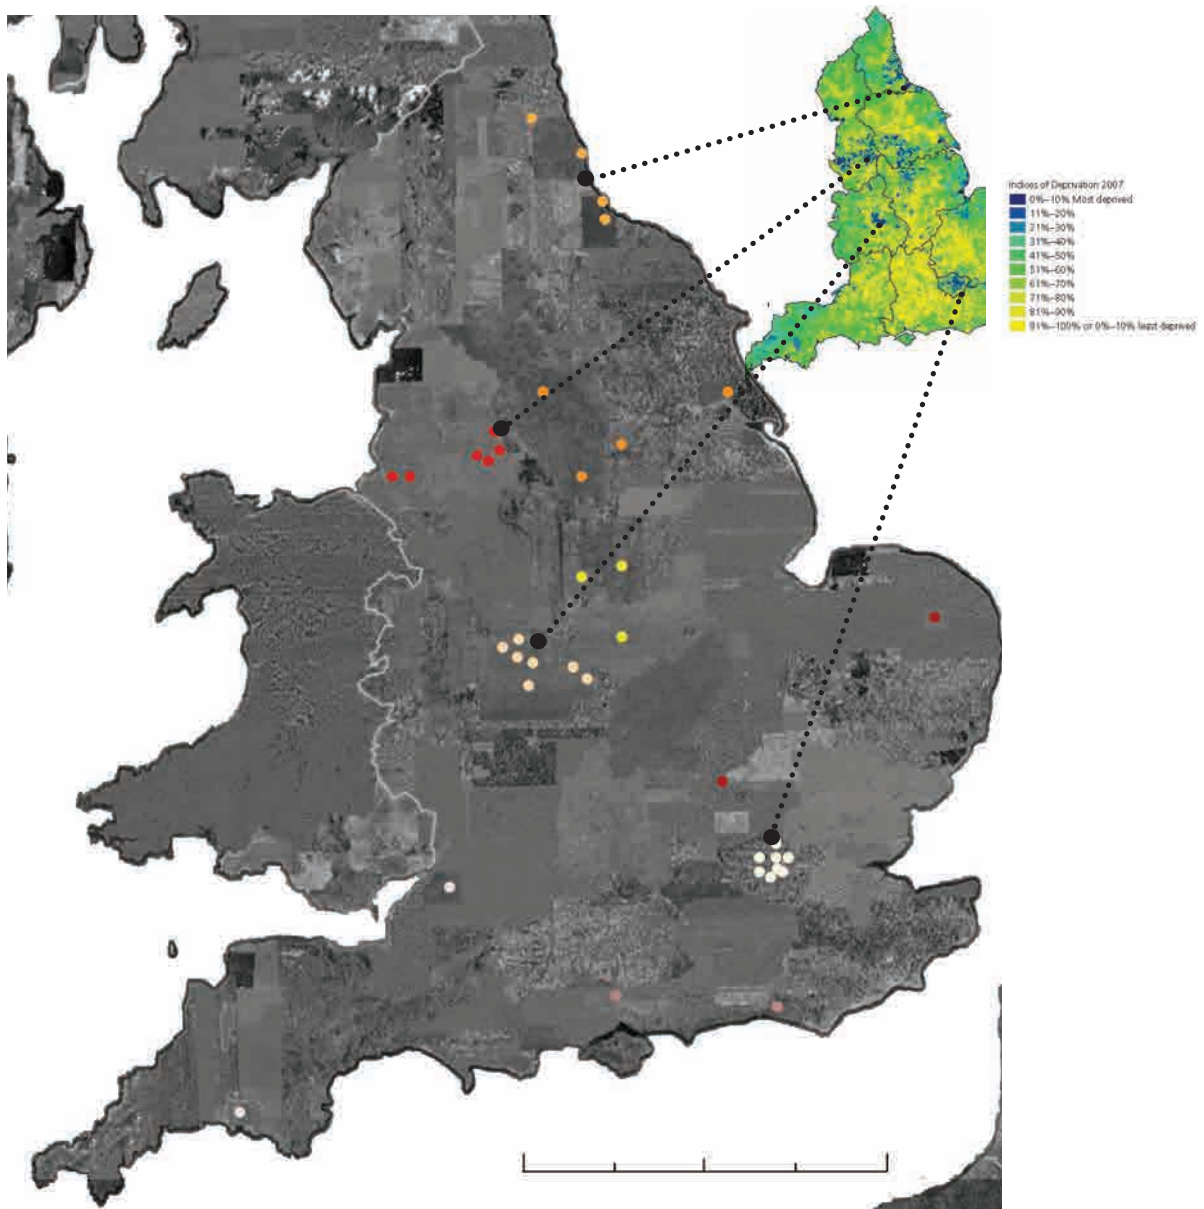 Indices of Deprivation 2007
0%–10% Most deprived
11%–20%
21%–30%
31%–40%
41%–50%
51%–60%
61%–70%
71%–80%
81%–90%
91%–100% or 0%–10% least deprived